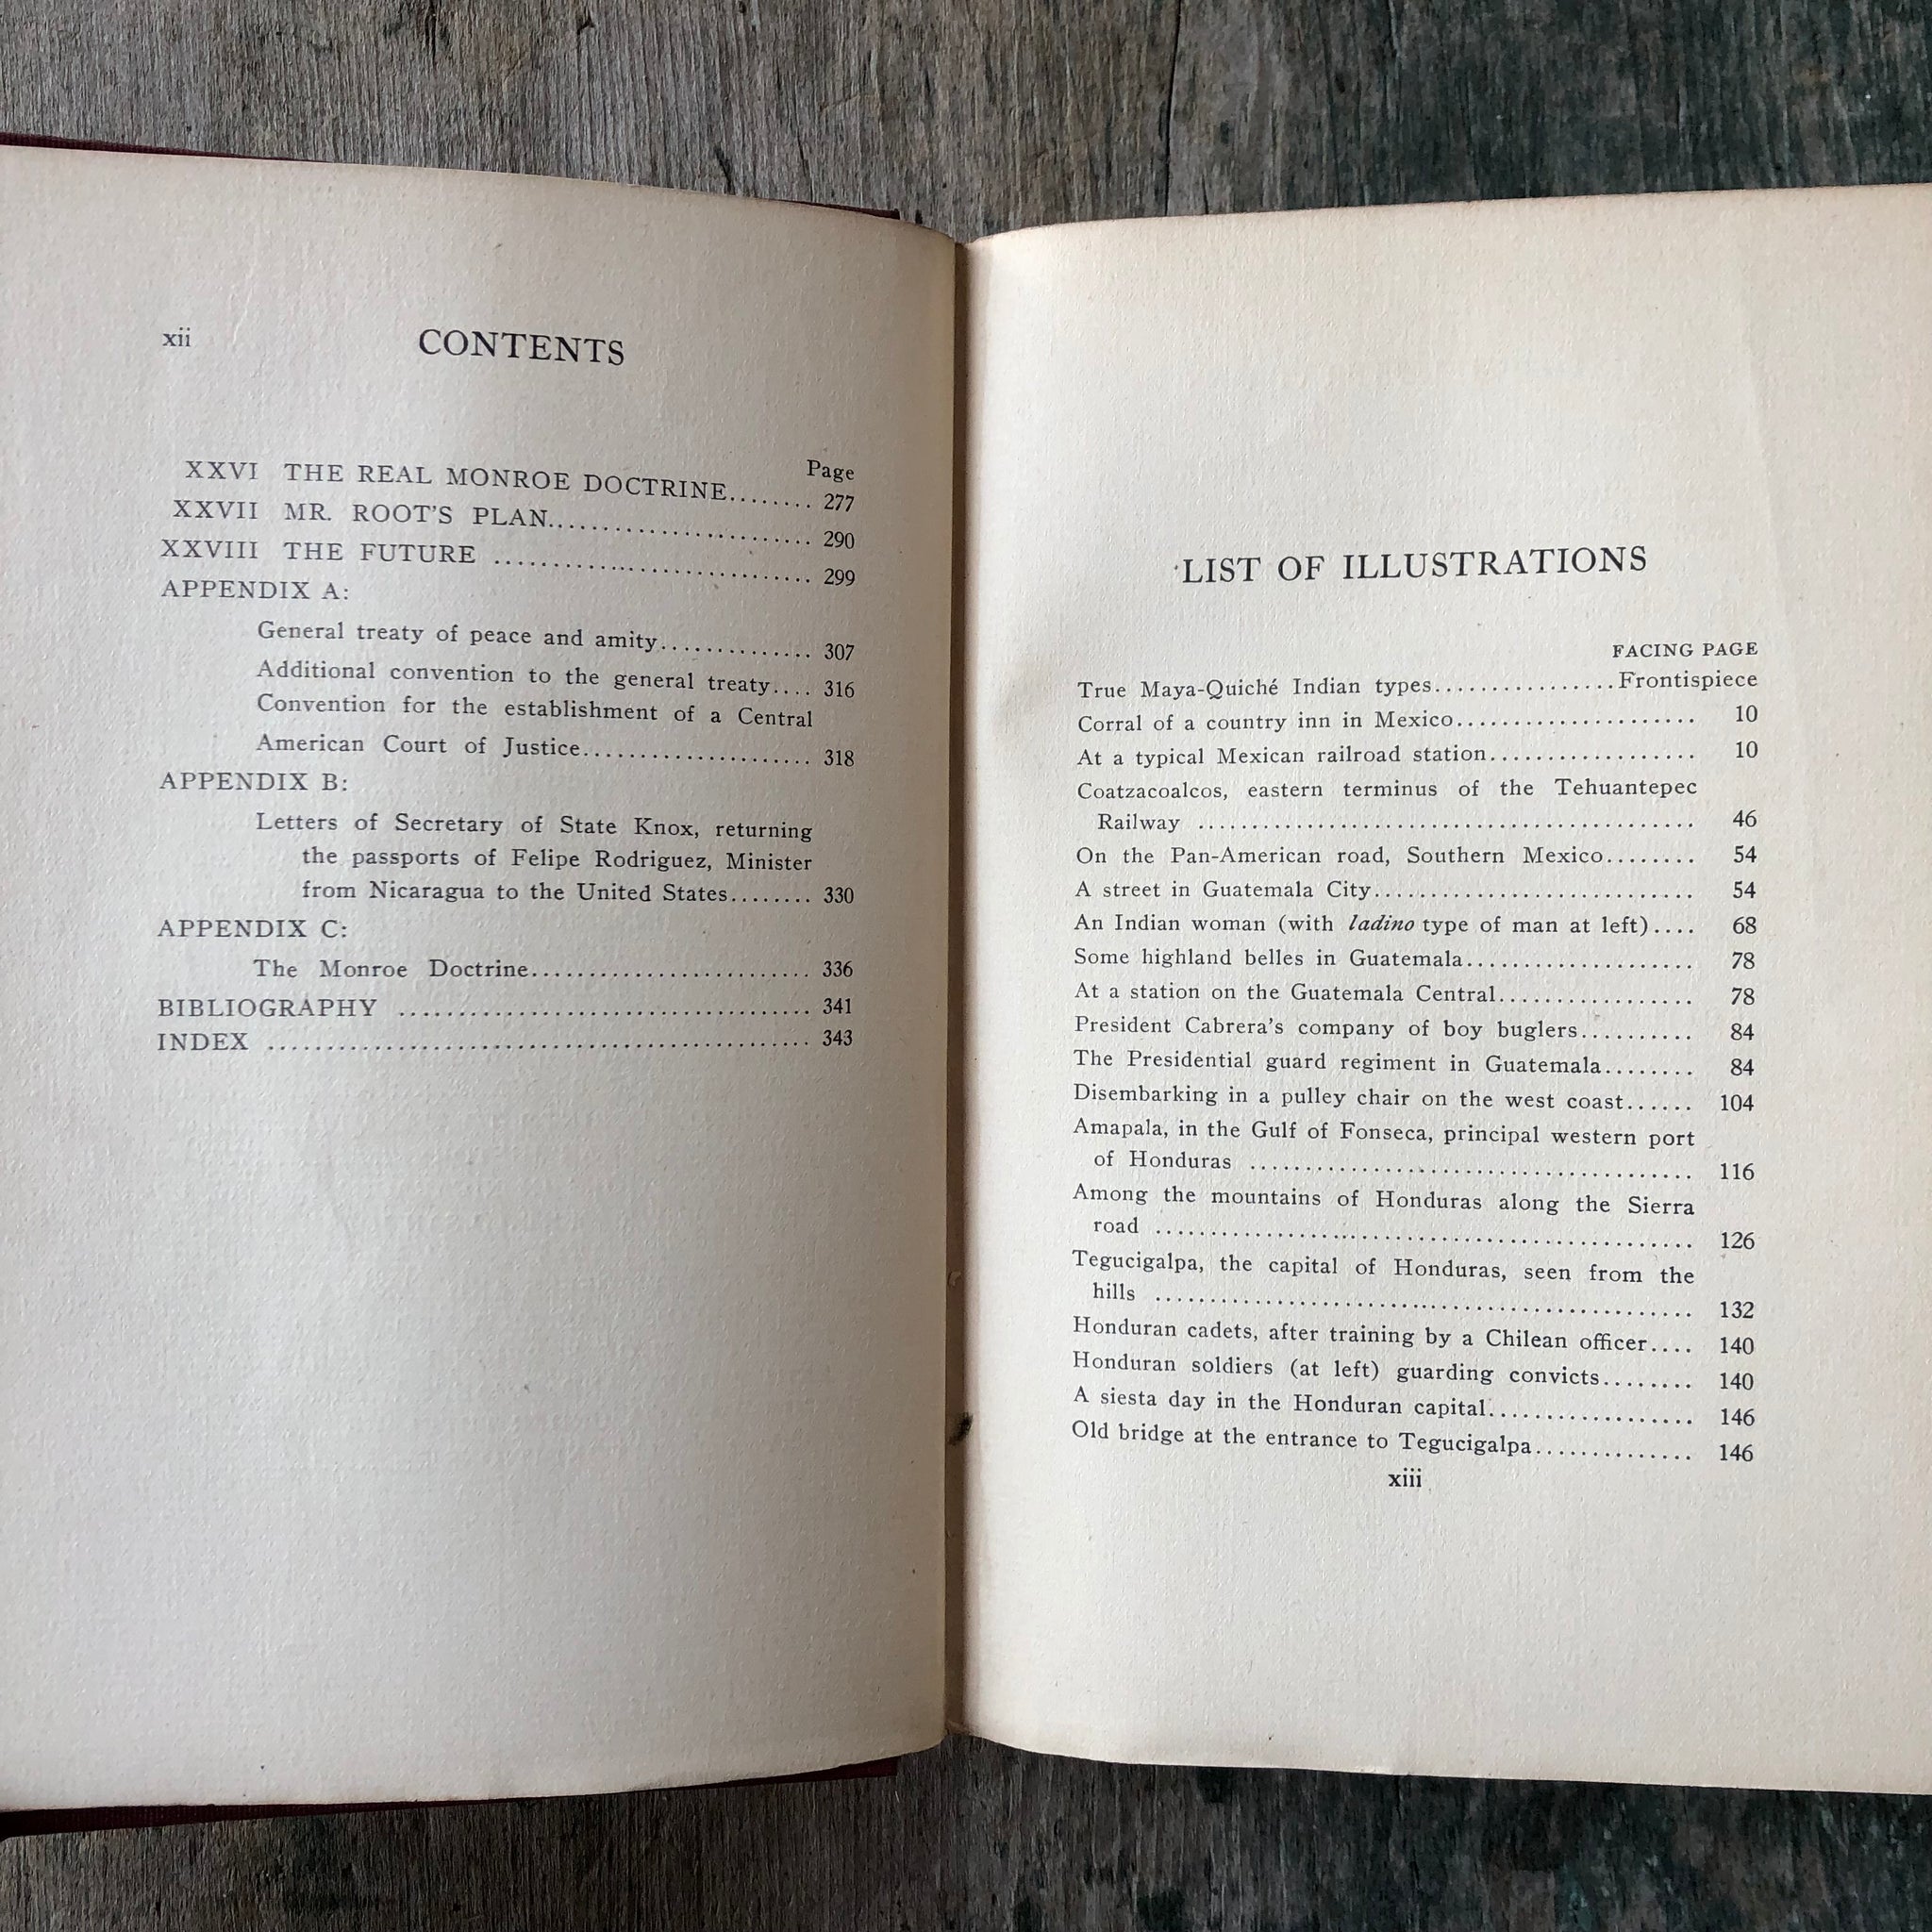 xii CONTENTS
Page
XXVI THE REAL MONROE DOCTRINE........ 277
XXVII MR. ROOT'S PLAN............................ 290
XXVIII THE FUTURE ................................. 299
APPENDIX A:
General treaty of peace and amity.............. 307
Additional convention to the general treaty.... 316
Convention for the establishment of a Central
American Court of Justice..................... 318
APPENDIX B:
Letters of Secretary of State Knox, returning
the passports of Felipe Rodriguez, Minister
from Nicaragua to the United States........ 330
APPENDIX C:
The Monroe Doctrine......................... 336
BIBLIOGRAPHY ..................................... 341
INDEX ................................................ 343
LIST OF ILLUSTRATIONS
FACING PAGE
True Maya-Quiché Indian types................Frontispiece
Corral of a country inn in Mexico..................... 10
At a typical Mexican railroad station.................. 10
Coatzacoalcos, eastern terminus of the Tehuantepec
Railway ............................................. 46
On the Pan-American road, Southern Mexico........ 54
A street in Guatemala City............................ 54
An Indian woman (with ladino type of man at left).... 68
Some highland belles in Guatemala.................... 78
At a station on the Guatemala Central................. 78
President Cabrera's company of boy buglers.......... 84
The Presidential guard regiment in Guatemala........ 84
Disembarking in a pulley chair on the west coast...... 104
Amapala, in the Gulf of Fonseca, principal western port
of Honduras ........................................ 116
Among the mountains of Honduras along the Sierra
road ................................................ 126
Tegucigalpa, the capital of Honduras, seen from the
hills ................................................ 132
Honduran cadets, after training by a Chilean officer.... 140
Honduran soldiers (at left) guarding convicts........ 140
A siesta day in the Honduran capital.................. 146
Old bridge at the entrance to Tegucigalpa.............. 146
xiii